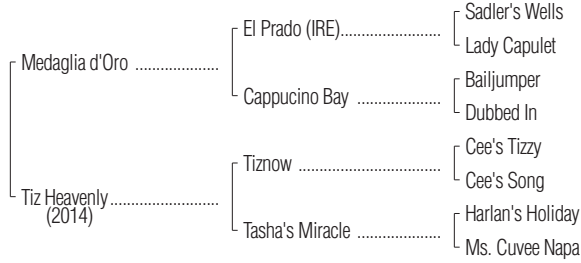 Sadler's Wells
El Prado (IRE)....................
Lady Capulet
Medaglia d'Oro ....................
Bailjumper
Cappucino Bay ....................
Dubbed In
Cee's Tizzy
Tiznow ....................
Cee's Song
Tiz Heavenly....................
(2014)
Harlan's Holiday
Tasha's Miracle ....................
Ms. Cuvee Napa